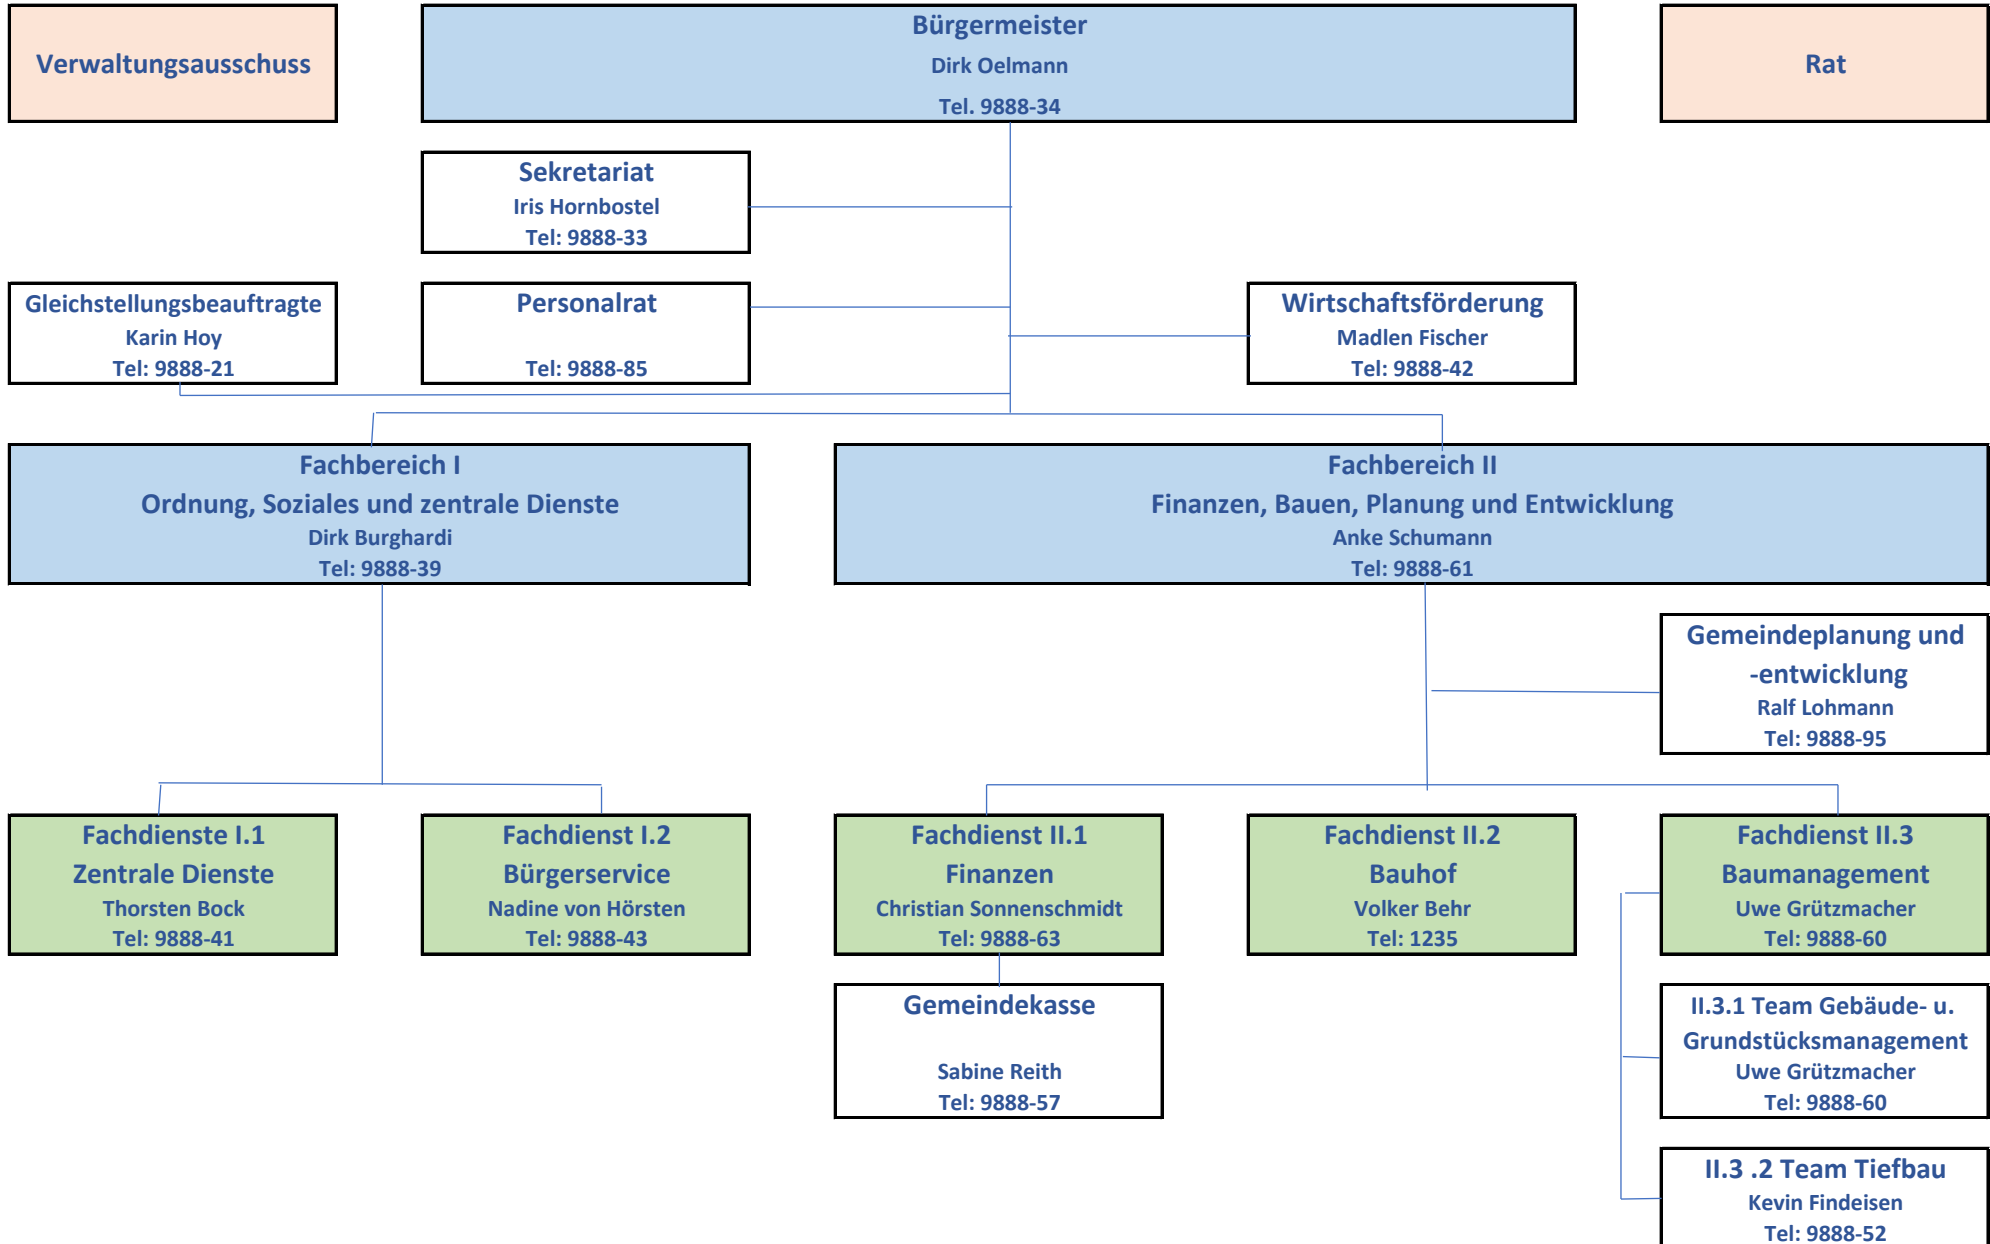 Verwaltungsausschuss
Bürgermeister
Dirk Oelmann
Tel. 9888-34
Rat
Sekretariat
Iris Hornbostel
Tel: 9888-33
Gleichstellungsbeauftragte
Karin Hoy
Tel: 9888-21
Personalrat
Tel: 9888-85
Wirtschaftsförderung
Madlen Fischer
Tel: 9888-42
Fachbereich I
Ordnung, Soziales und zentrale Dienste
Dirk Burghardi
Tel: 9888-39
Fachbereich II
Finanzen, Bauen, Planung und Entwicklung
Anke Schumann
Tel: 9888-61
Gemeindeplanung und
-entwicklung
Ralf Lohmann
Tel: 9888-95
Fachdienste I.1
Zentrale Dienste
Thorsten Bock
Tel: 9888-41
Fachdienst I.2
Bürgerservice
Nadine von Hörsten
Tel: 9888-43
Fachdienst II.1
Finanzen
Christian Sonnenschmidt
Tel: 9888-63
Fachdienst II.2
Bauhof
Volker Behr
Tel: 1235
Fachdienst II.3
Baumanagement
Uwe Grützmacher
Tel: 9888-60
Gemeindekasse
Sabine Reith
Tel: 9888-57
II.3.1 Team Gebäude- u.
Grundstücksmanagement
Uwe Grützmacher
Tel: 9888-60
II.3 .2 Team Tiefbau
Kevin Findeisen
Tel: 9888-52